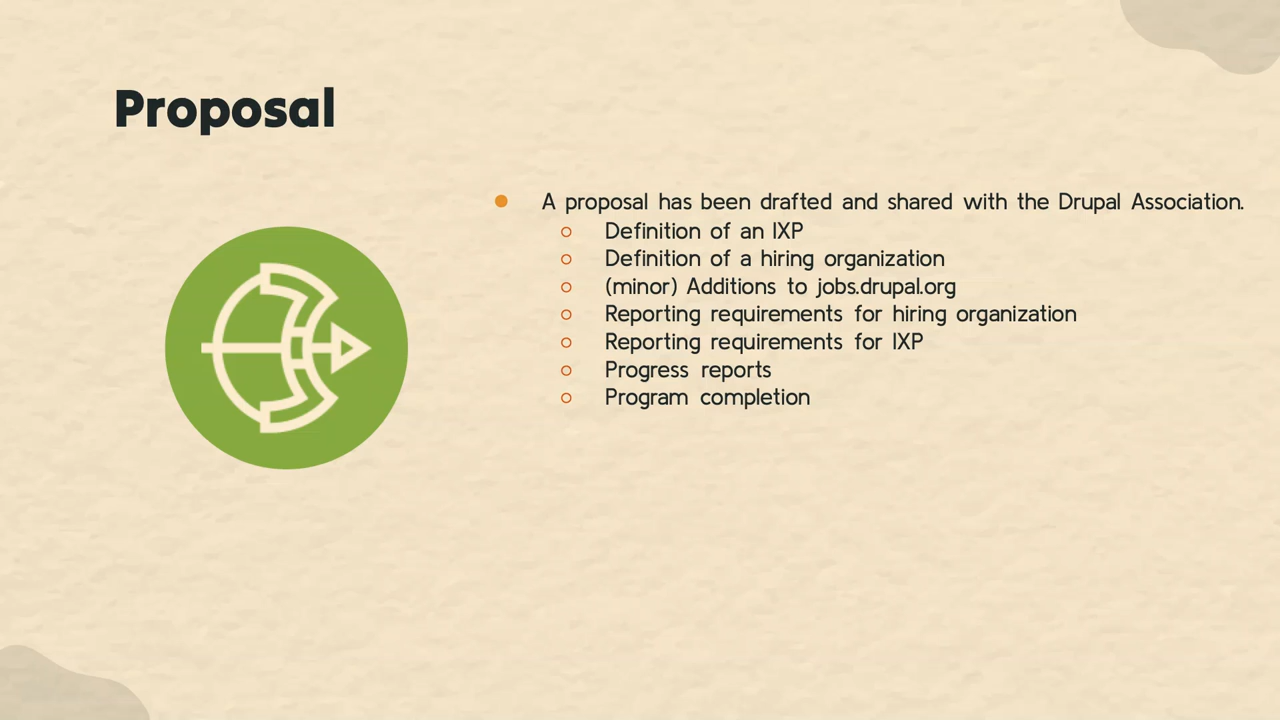 Proposal
A proposal has been drafted and shared with the Drupal Association.
Definition of an IXP
Definition of a hiring organization
(minor) Additions to jobs.drupal.org
Reporting requirements for hiring organization
Reporting requirements for IXP
Progress reports
Program completion